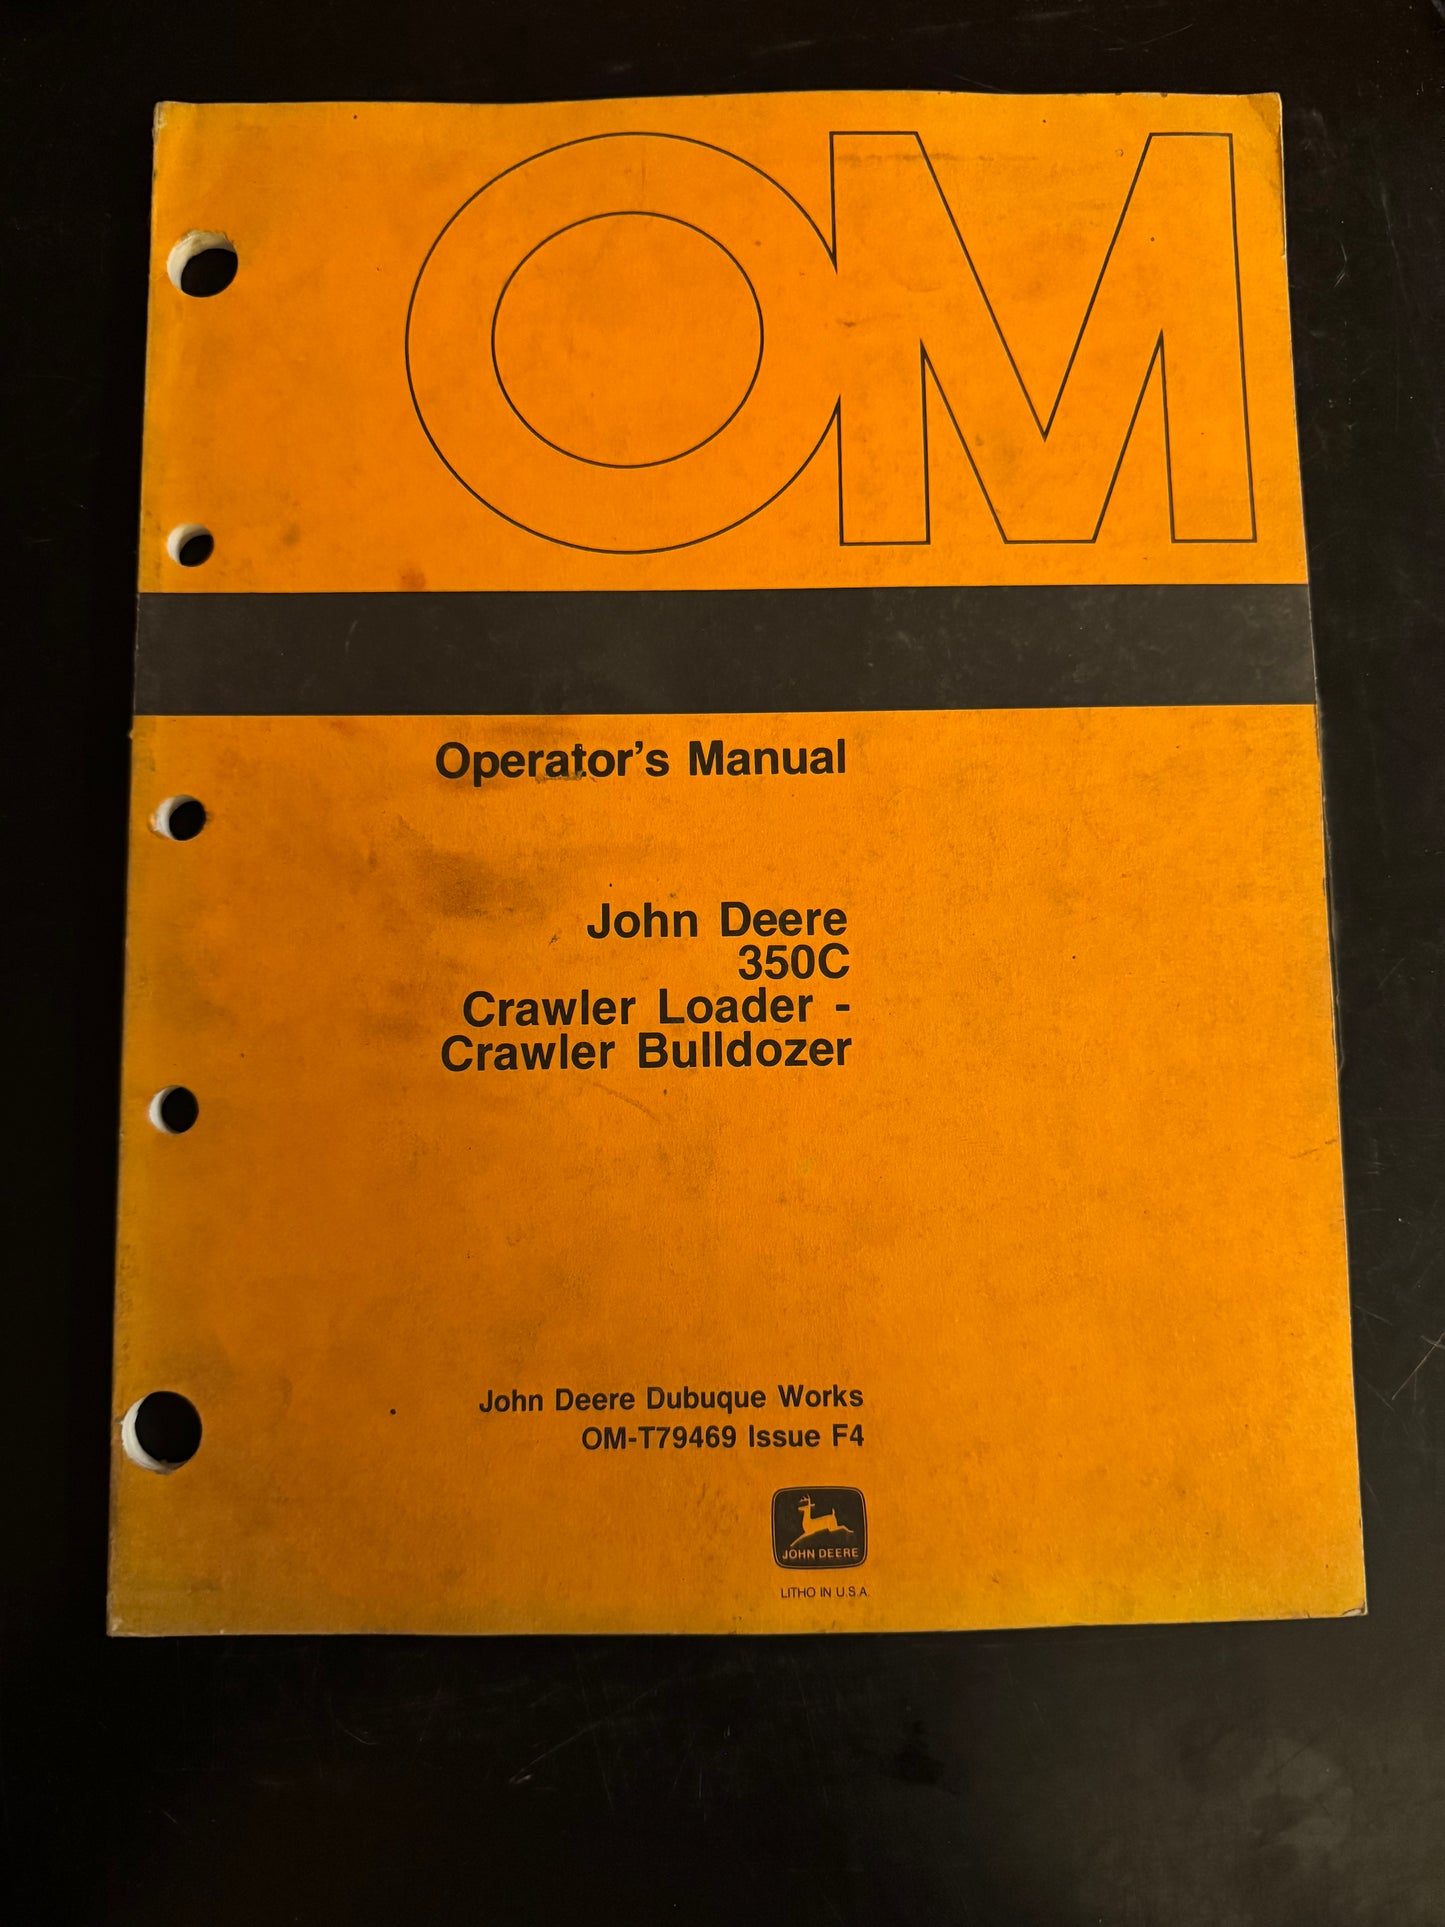 OM
Operator's Manual
John Deere
350C
Crawler Loader -
Crawler Bulldozer
John Deere Dubuque Works
OM-T79469 Issue F4
JOHN DEERE
LITHO IN U.S.A.